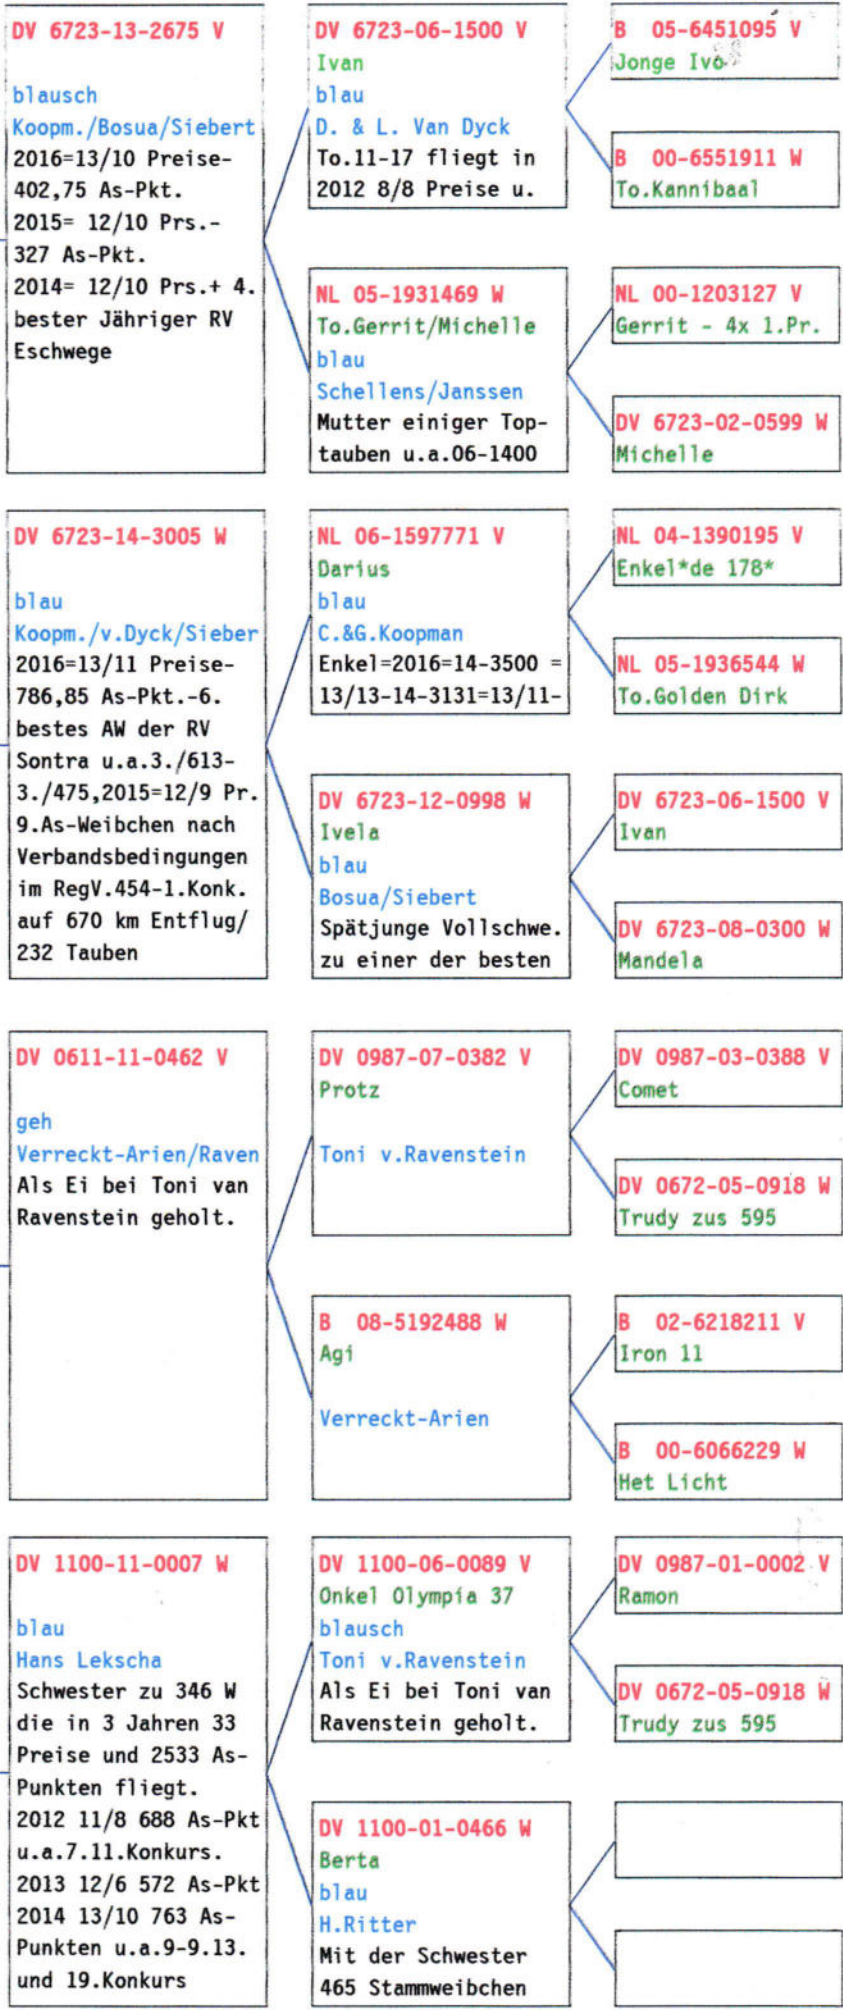 DV 6723-13-2675 V
blausch
Koopm./Bosua/Siebert
2016=13/10 Preise-
402,75 As-Pkt.
2015= 12/10 Prs.-
327 As-Pkt.
2014= 12/10 Prs.+ 4.
bester Jähriger RV
Eschwege
DV 6723-06-1500 V
Ivan
blau
D. & L. Van Dyck
To.11-17 fliegt in
2012 8/8 Preise u.
B 05-6451095 V
Jonge Ivo
B 00-6551911 W
To.Kannibaal
NL 05-1931469 W
To.Gerrit/Michelle
blau
Schellens/Janssen
Mutter einiger Top-
tauben u.a.06-1400
NL 00-1203127 V
Gerrit - 4x 1.Pr.
DV 6723-02-0599 W
Michelle
DV 6723-14-3005 W
blau
Koopm./v.Dyck/Sieber
2016=13/11 Preise-
786,85 As-Pkt.-6.
bestes AW der RV
Sontra u.a.3./613-
3./475,2015=12/9 Pr.
9.As-Weibchen nach
Verbandsbedingungen
im RegV.454-1.Konk.
auf 670 km Entflug/
232 Tauben
NL 06-1597771 V
Darius
blau
C.&G.Koopman
Enkel=2016=14-3500 =
13/13-14-3131=13/11-
NL 04-1390195 V
Enkel*de 178*
NL 05-1936544 W
To.Golden Dirk
DV 6723-12-0998 W
Ivela
blau
Bosua/Siebert
Spätjunge Vollschwe.
zu einer der besten
DV 6723-06-1500 V
Ivan
DV 6723-08-0300 W
Mandela
DV 0611-11-0462 V
geh
Verreckt-Arien/Raven
Als Ei bei Toni van
Ravenstein geholt.
DV 0987-07-0382 V
Protz
Toni v.Ravenstein
DV 0987-03-0388 V
Comet
DV 0672-05-0918 W
Trudy zus 595
B 08-5192488 W
Agi
Verreckt-Arien
B 02-6218211 V
Iron 11
B 00-6066229 W
Het Licht
DV 1100-11-0007 W
blau
Hans Lekscha
Schwester zu 346 W
die in 3 Jahren 33
Preise und 2533 As-
Punkten fliegt.
2012 11/8 688 As-Pkt
u.a.7.11.Konkurs.
2013 12/6 572 As-Pkt
2014 13/10 763 As-
Punkten u.a.9-9.13.
und 19.Konkurs
DV 1100-06-0089 V
Onkel Olympia 37
blausch
Toni v.Ravenstein
Als Ei bei Toni van
Ravenstein geholt.
DV 0987-01-0002 V
Ramon
DV 0672-05-0918 W
Trudy zus 595
DV 1100-01-0466 W
Berta
blau
H.Ritter
Mit der Schwester
465 Stammweibchen